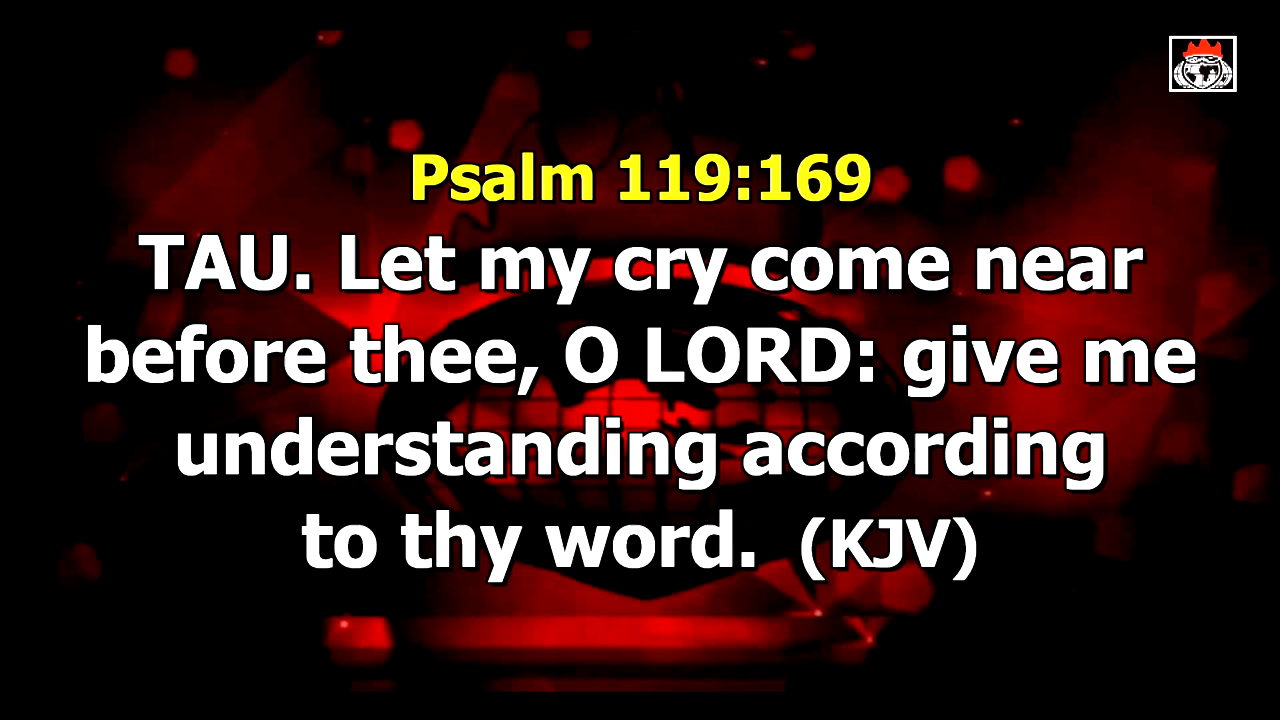 Psalm 119:169
TAU. Let my cry come near
before thee, O LORD: give me
understanding according
to thy word. (KJV)